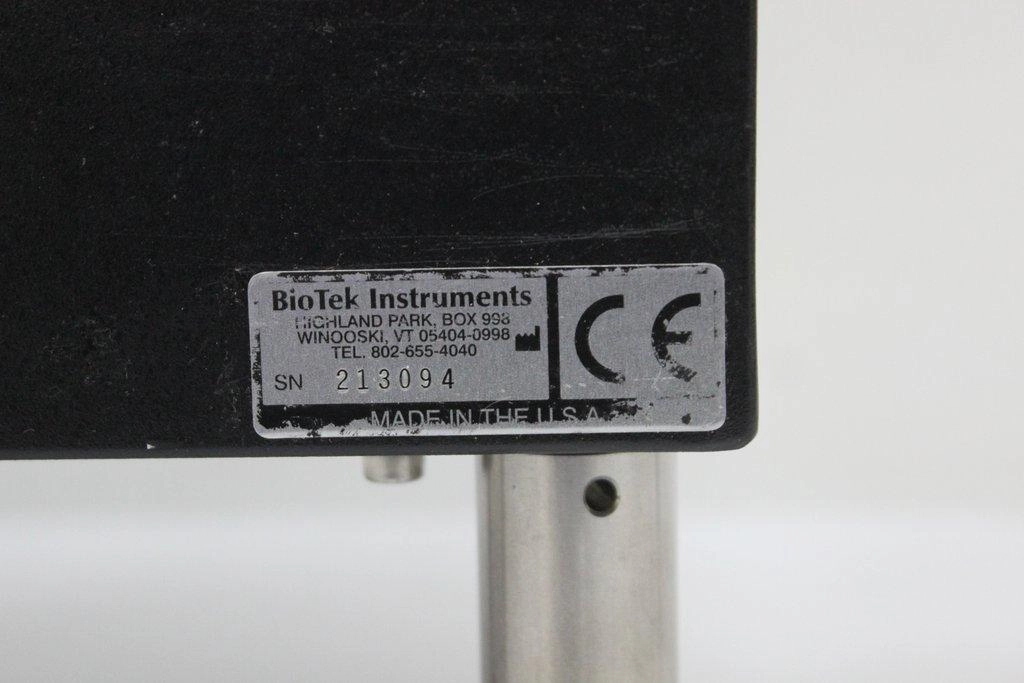 BioTek Instruments
HIGHLAND PARK, BOX 998
WINOOSKI, VT 05404-0998
TEL. 802-655-4040
SN 213094
CE
MADE IN THE U.S.A.